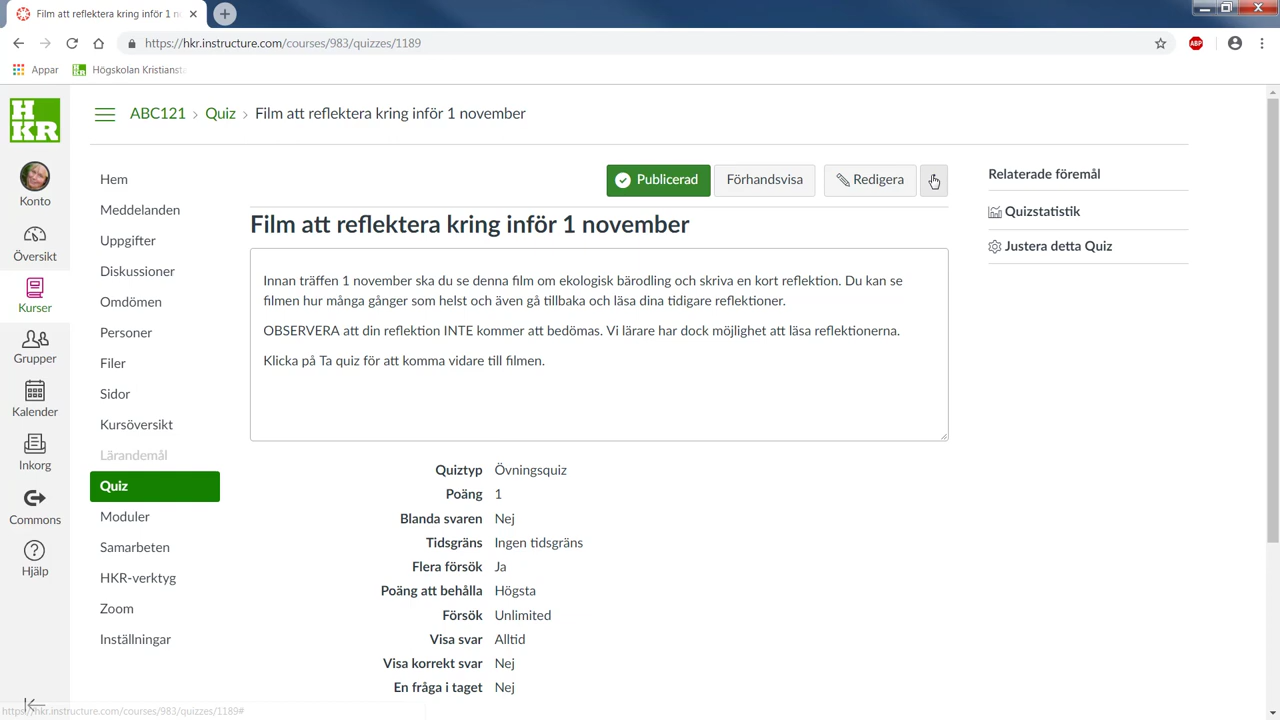 Film att reflektera kring inför 1 n
https://hkr.instructure.com/courses/983/quizzes/1189
ABP
Appar
Högskolan Kristiansta
HKR
ABC121 › Quiz › Film att reflektera kring inför 1 november
Konto
Översikt
Kurser
Grupper
Kalender
Inkorg
Commons
Hjälp
Hem
Meddelanden
Uppgifter
Diskussioner
Omdömen
Personer
Filer
Sidor
Kursöversikt
Lärandemål
Quiz
Moduler
Samarbeten
HKR-verktyg
Zoom
Inställningar
Publicerad
Förhandsvisa
Redigera
Film att reflektera kring inför 1 november
Innan träffen 1 november ska du se denna film om ekologisk bärodling och skriva en kort reflektion. Du kan se
filmen hur många gånger som helst och även gå tillbaka och läsa dina tidigare reflektioner.
OBSERVERA att din reflektion INTE kommer att bedömas. Vi lärare har dock möjlighet att läsa reflektionerna.
Klicka på Ta quiz för att komma vidare till filmen.
Quiztyp Övningsquiz
Poäng 1
Blanda svaren Nej
Tidsgräns Ingen tidsgräns
Flera försök Ja
Poäng att behålla Högsta
Försök Unlimited
Visa svar Alltid
Visa korrekt svar Nej
En fråga i taget Nej
Relaterade föremål
Quizstatistik
Justera detta Quiz
https://hkr.instructure.com/courses/983/quizzes/1189#